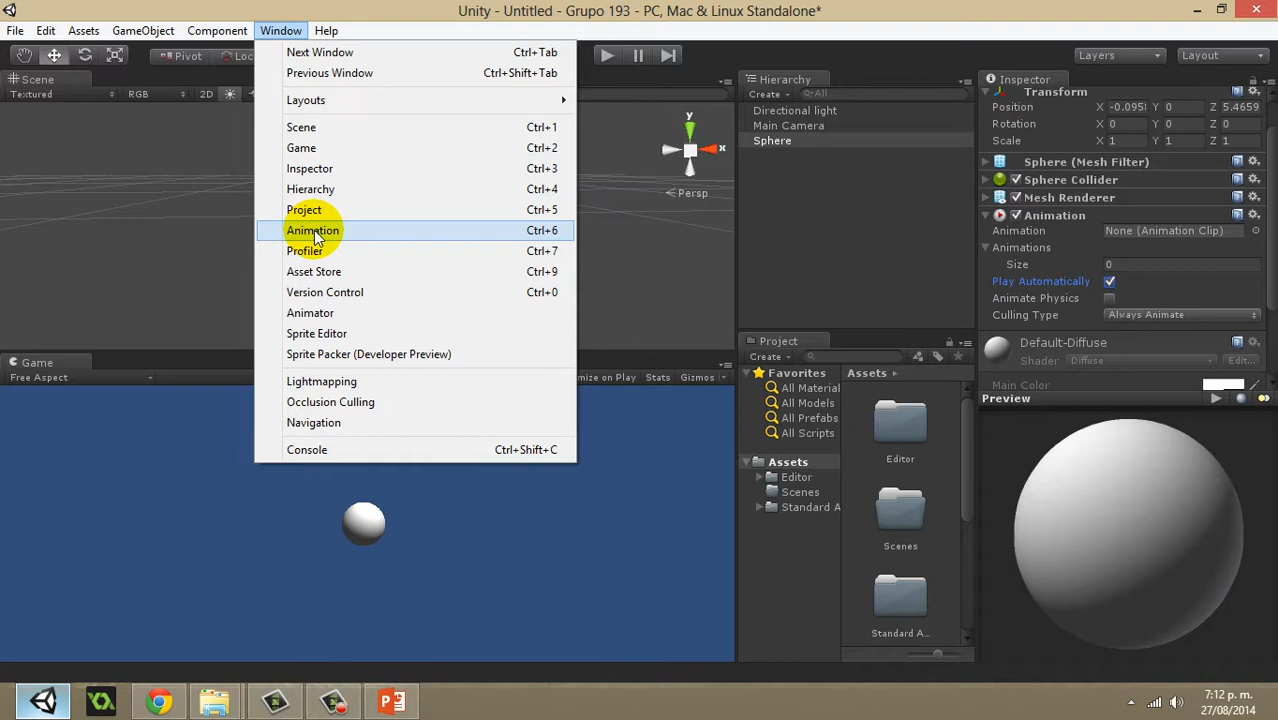 Unity - Untitled - Grupo 193 - PC, Mac & Linux Standalone*
File Edit Assets GameObject Component Window Help
Pivot Loc Layers Layout
Scene
Textured RGB 2D
y
x
Persp
Next Window Ctrl+Tab
Previous Window Ctrl+Shift+Tab
Layouts
Scene Ctrl+1
Game Ctrl+2
Inspector Ctrl+3
Hierarchy Ctrl+4
Project Ctrl+5
Animation Ctrl+6
Profiler Ctrl+7
Asset Store Ctrl+9
Version Control Ctrl+0
Animator
Sprite Editor
Sprite Packer (Developer Preview)
Lightmapping
Occlusion Culling
Navigation
Console Ctrl+Shift+C
Game
Free Aspect
mize on Play Stats Gizmos
Hierarchy
Create All
Directional light
Main Camera
Sphere
Project
Create
Favorites
All Material
All Models
All Prefabs
All Scripts
Assets
Editor
Scenes
Standard A
Assets
Editor
Scenes
Standard A...
Inspector
Transform
Position X -0.095 Y 0 Z 5.4659
Rotation X 0 Y 0 Z 0
Scale X 1 Y 1 Z 1
Sphere (Mesh Filter)
Sphere Collider
Mesh Renderer
Animation
Animation None (Animation Clip)
Animations
Size 0
Play Automatically
Animate Physics
Culling Type Always Animate
Default-Diffuse
Shader Diffuse Edit...
Main Color
Preview
7:12 p. m.
27/08/2014